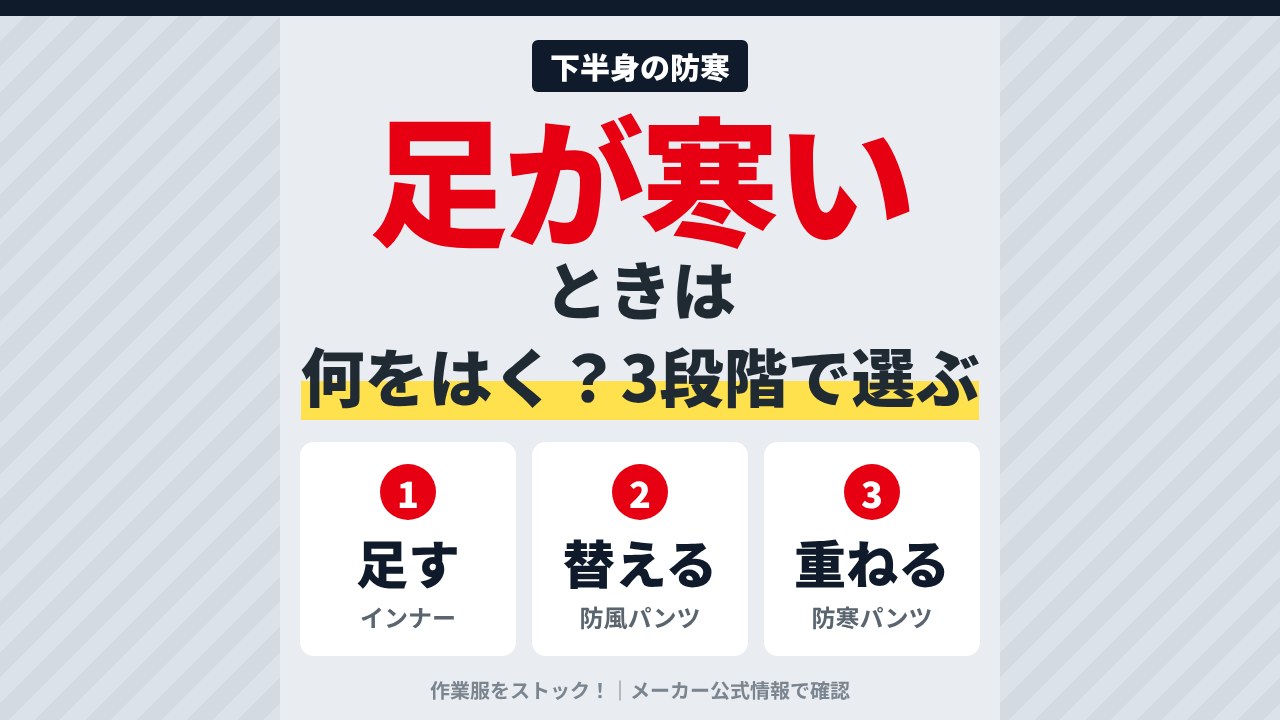 下半身の防寒
足が寒い
ときは
何をはく？3段階で選ぶ
1
足す
インナー
2
替える
防風パンツ
3
重ねる
防寒パンツ
作業服をストック！｜メーカー公式情報で確認